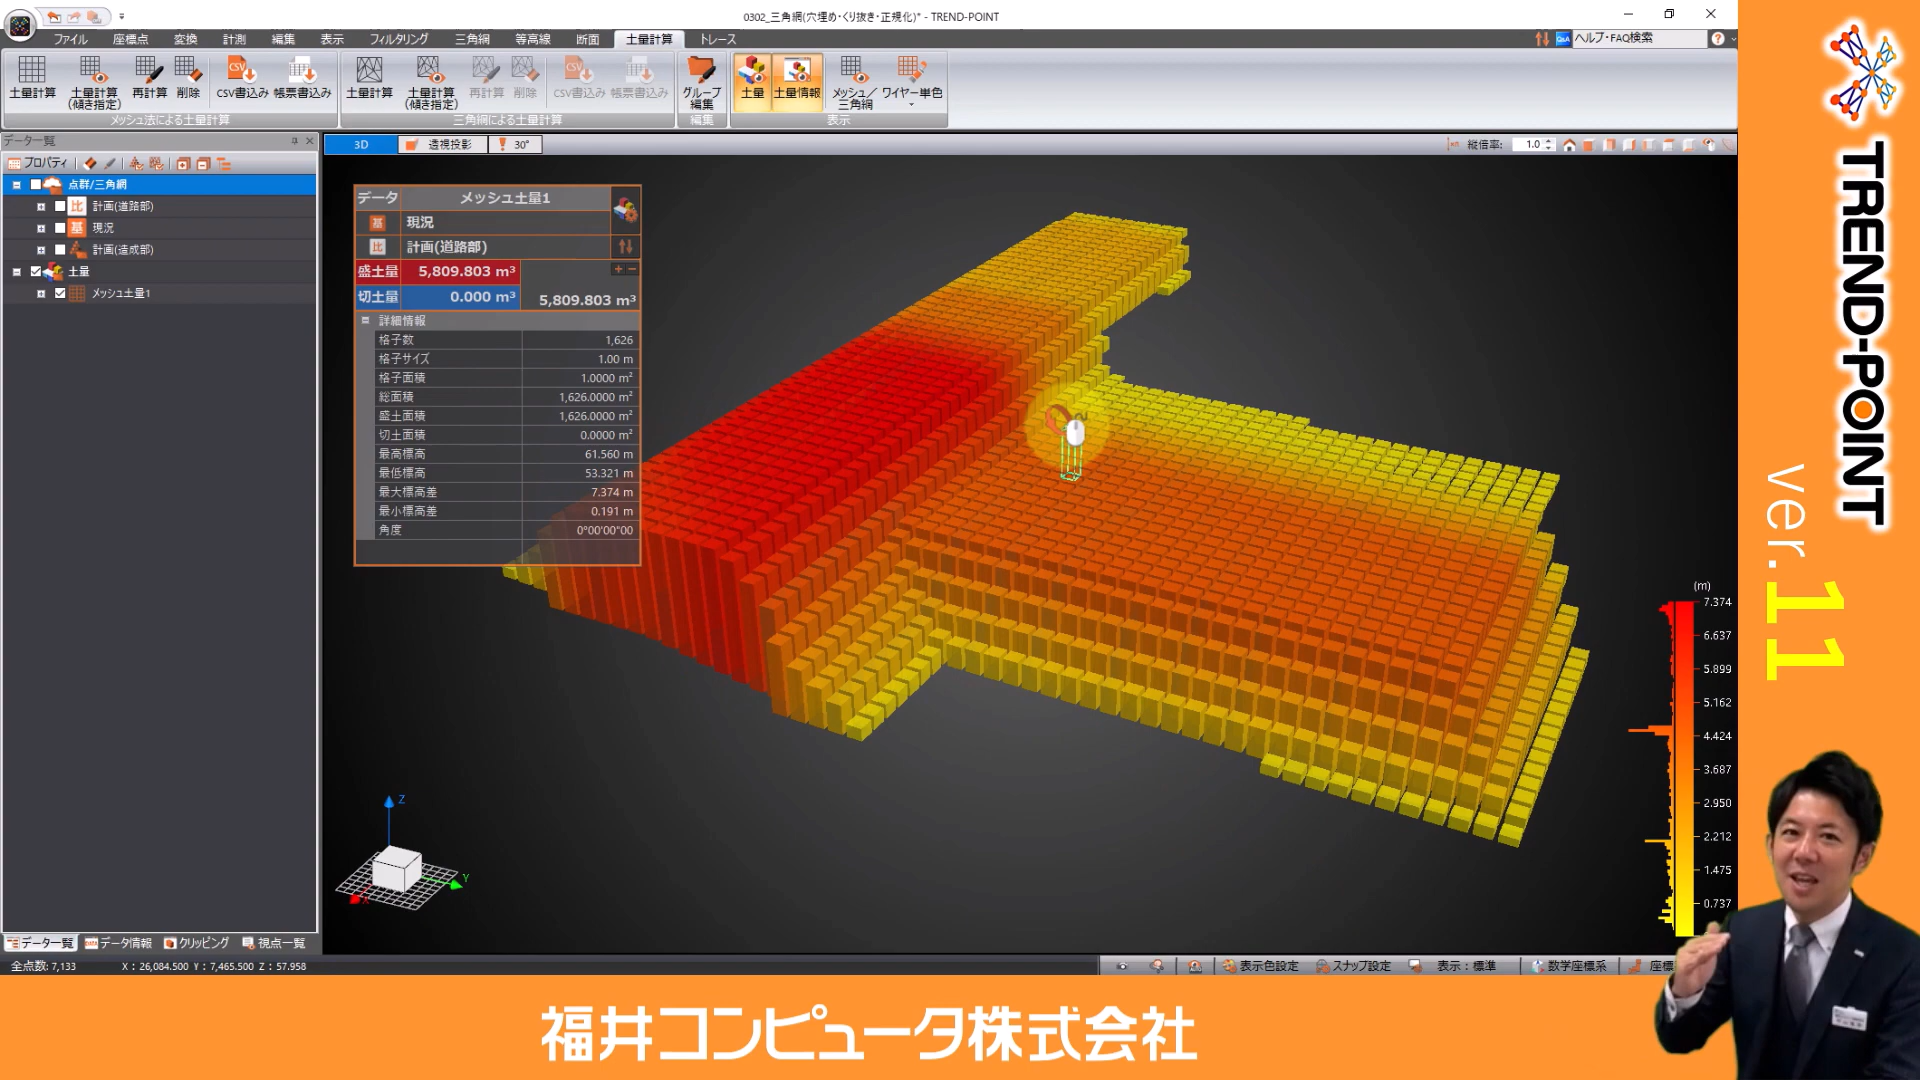 0302_三角網(穴埋め・くり抜き・正規化)* - TREND-POINT
ファイル 座標点 変換 計測 編集 表示 フィルタリング 三角網 等高線 断面 土量計算 トレース
ヘルプ・FAQ検索
土量計算 土量計算(傾き指定) 再計算 削除 CSV書込み 帳票書込み
土量計算 土量計算(傾き指定) 再計算 削除 CSV書込み 帳票書込み
グループ編集 土量 土量情報 メッシュ/三角網 ワイヤー単色
メッシュ法による土量計算 三角網による土量計算 編集 表示
データ一覧
3D 透視投影 30° 縦倍率: 1.0
プロパティ
点群/三角網
比 計画(道路部)
基 現況
計画(造成部)
土量
メッシュ土量1
データ メッシュ土量1
基 現況
比 計画(道路部)
盛土量 5,809.803 m³
切土量 0.000 m³ 5,809.803 m³
詳細情報
格子数 1,626
格子サイズ 1.00 m
格子面積 1.0000 m²
総面積 1,626.0000 m²
盛土面積 1,626.0000 m²
切土面積 0.0000 m²
最高標高 61.560 m
最低標高 53.321 m
最大標高差 7.374 m
最小標高差 0.191 m
角度 0°00'00"00
(m)
7.374
6.637
5.899
5.162
4.424
3.687
2.950
2.212
1.475
0.737
Z
Y
X
データ一覧 データ情報 クリッピング 視点一覧
全点数: 7,133 X : 26,084.500 Y : 7,465.500 Z : 57.958
表示色設定 スナップ設定 表示 : 標準 数学座標系 座標
TREND-POINT
ver.11
福井コンピュータ株式会社